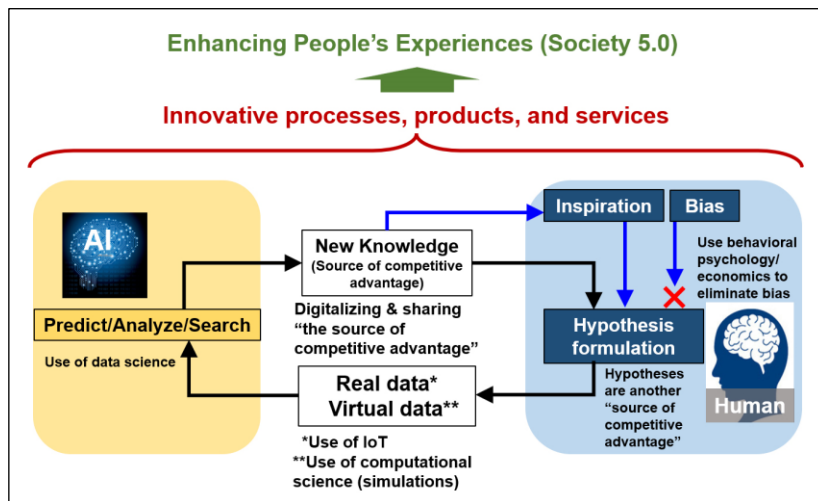 Enhancing People's Experiences (Society 5.0)
Innovative processes, products, and services
AI
Predict/Analyze/Search
Use of data science
New Knowledge
(Source of competitive
advantage)
Digitalizing & sharing
“the source of
competitive advantage”
Real data*
Virtual data**
*Use of IoT
**Use of computational
science (simulations)
Inspiration
Bias
Use behavioral
psychology/
economics to
eliminate bias
Hypothesis
formulation
Hypotheses
are another
“source of
competitive
advantage”
Human